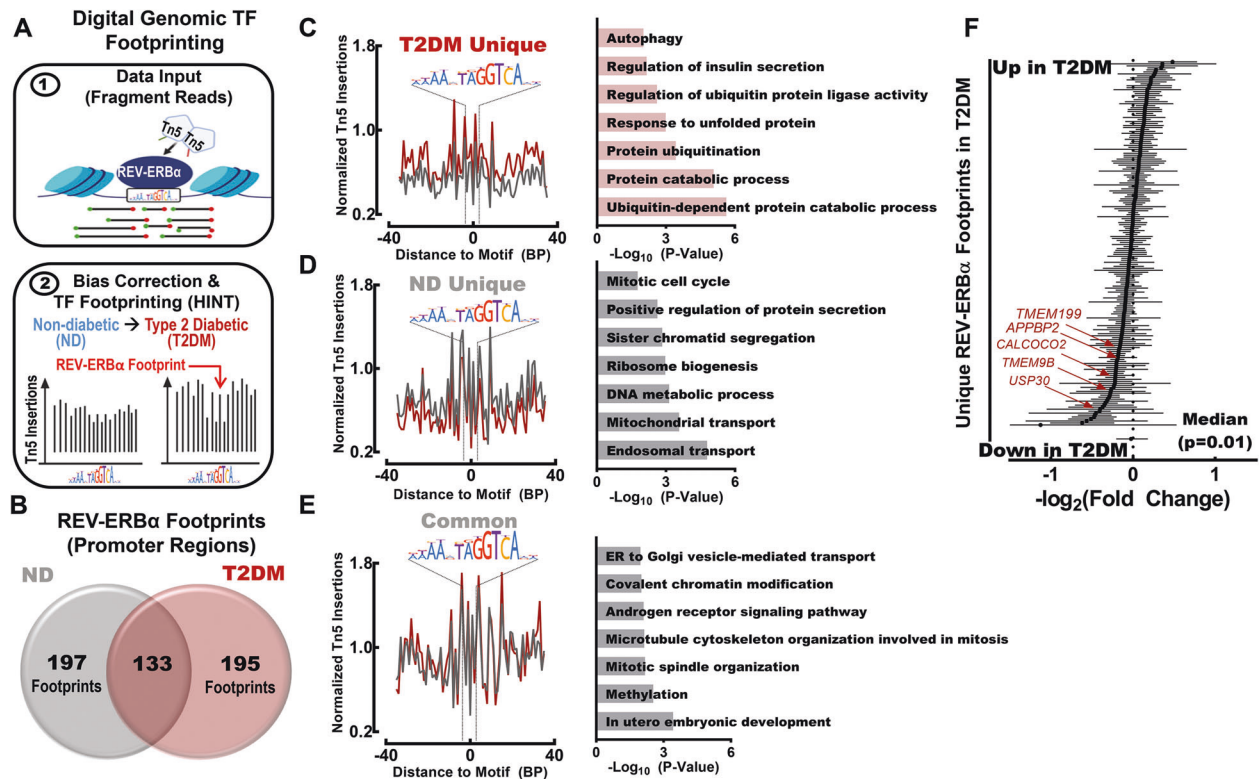 A
Digital Genomic TF
Footprinting
1
Data Input
(Fragment Reads)
Tn5
Tn5
REV-ERBα
2
Bias Correction &
TF Footprinting (HINT)
Non-diabetic → Type 2 Diabetic
(ND) (T2DM)
REV-ERBα Footprint
Tn5 Insertions
B
REV-ERBα Footprints
(Promoter Regions)
ND
T2DM
197
Footprints
133
195
Footprints
C
T2DM Unique
TAGGTCA
Normalized Tn5 Insertions
1.8
1.0
0.2
-40 0 40
Distance to Motif (BP)
Autophagy
Regulation of insulin secretion
Regulation of ubiquitin protein ligase activity
Response to unfolded protein
Protein ubiquitination
Protein catabolic process
Ubiquitin-dependent protein catabolic process
0 3 6
-Log10 (P-Value)
D
ND Unique
TAGGTCA
Normalized Tn5 Insertions
1.8
1.0
0.2
-40 0 40
Distance to Motif (BP)
Mitotic cell cycle
Positive regulation of protein secretion
Sister chromatid segregation
Ribosome biogenesis
DNA metabolic process
Mitochondrial transport
Endosomal transport
0 3 6
-Log10 (P-Value)
E
Common
TAGGTCA
Normalized Tn5 Insertions
1.8
1.0
0.2
-40 0 40
Distance to Motif (BP)
ER to Golgi vesicle-mediated transport
Covalent chromatin modification
Androgen receptor signaling pathway
Microtubule cytoskeleton organization involved in mitosis
Mitotic spindle organization
Methylation
In utero embryonic development
0 3 6
-Log10 (P-Value)
F
Unique REV-ERBα Footprints in T2DM
Up in T2DM
TMEM199
APPBP2
CALCOCO2
TMEM9B
USP30
Median
(p=0.01)
Down in T2DM
-1 0 1
-log2(Fold Change)